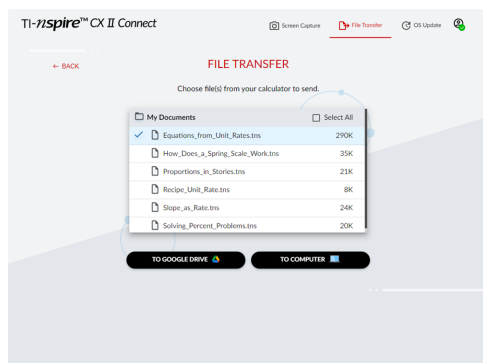 TI-nspire™ CX II Connect
Screen Capture
File Transfer
OS Update
← BACK
FILE TRANSFER
Choose file(s) from your calculator to send.
My Documents
Select All
Equations_from_Unit_Rates.tns 290K
How_Does_a_Spring_Scale_Work.tns 35K
Proportions_in_Stories.tns 21K
Recipe_Unit_Rate.tns 8K
Slope_as_Rate.tns 24K
Solving_Percent_Problems.tns 20K
TO GOOGLE DRIVE
TO COMPUTER